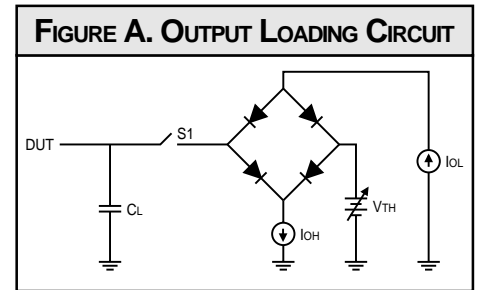 FIGURE A. OUTPUT LOADING CIRCUIT
DUT
S1
CL
IOH
VTH
IOL